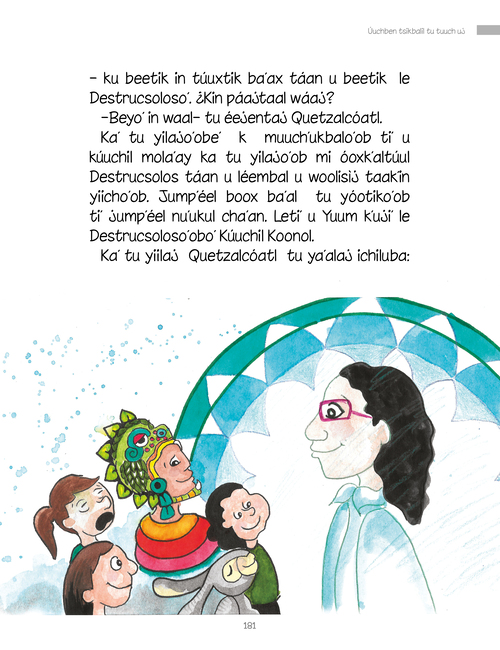 Úuchben tsikbalil tu tuuch uj
– ku beetik in túuxtik ba´ax táan u beetik le
Destrucsoloso´. ¿Kin páajtaal wáaj?
–Beyo´ in waal– tu éejentaj Quetzalcóatl.
Ka´ tu yilajo´obe´ k muuch´ukbalo´ob ti´ u
kúuchil mola´ay ka tu yilajo´ob mi óoxk´altúul
Destrucsolos táan u léembal u woolisij taak´in
yiicho´ob. Jump´éel boox ba´al tu yóotiko´ob
ti´ jump´éel nu´ukul cha´an. Leti´ u Yuum k´uji´ le
Destrucsoloso´obo´ Kúuchil Koonol.
Ka´ tu yiilaj Quetzalcóatl tu ya´alaj ichiluba:
181